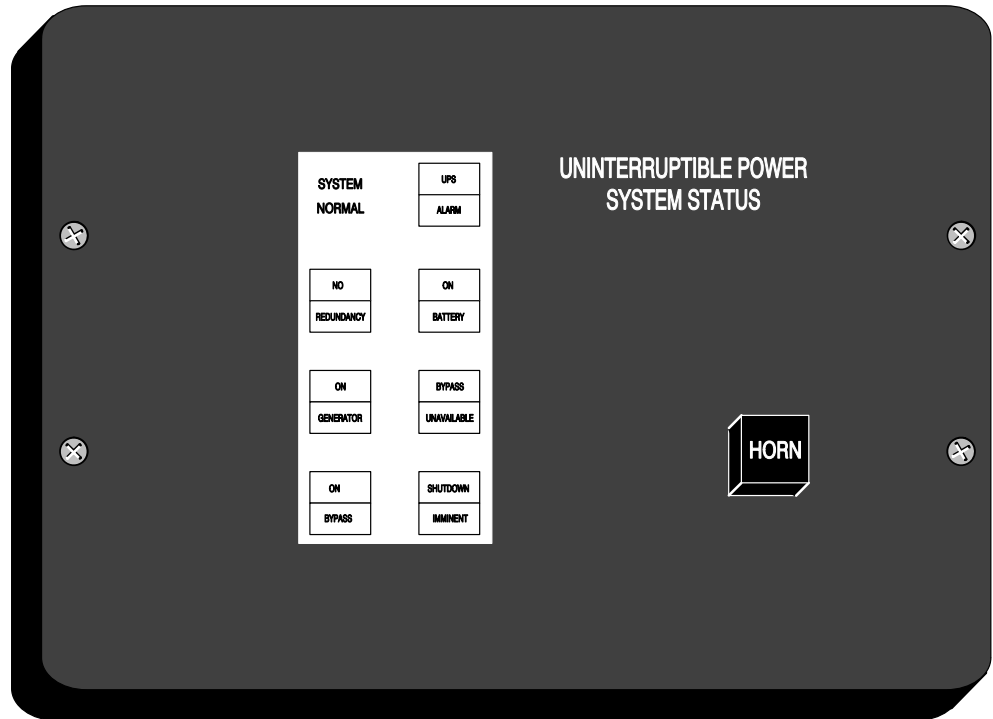 UNINTERRUPTIBLE POWER
SYSTEM STATUS
SYSTEM
NORMAL
UPS
ALARM
NO
REDUNDANCY
ON
BATTERY
ON
GENERATOR
BYPASS
UNAVAILABLE
ON
BYPASS
SHUTDOWN
IMMINENT
HORN